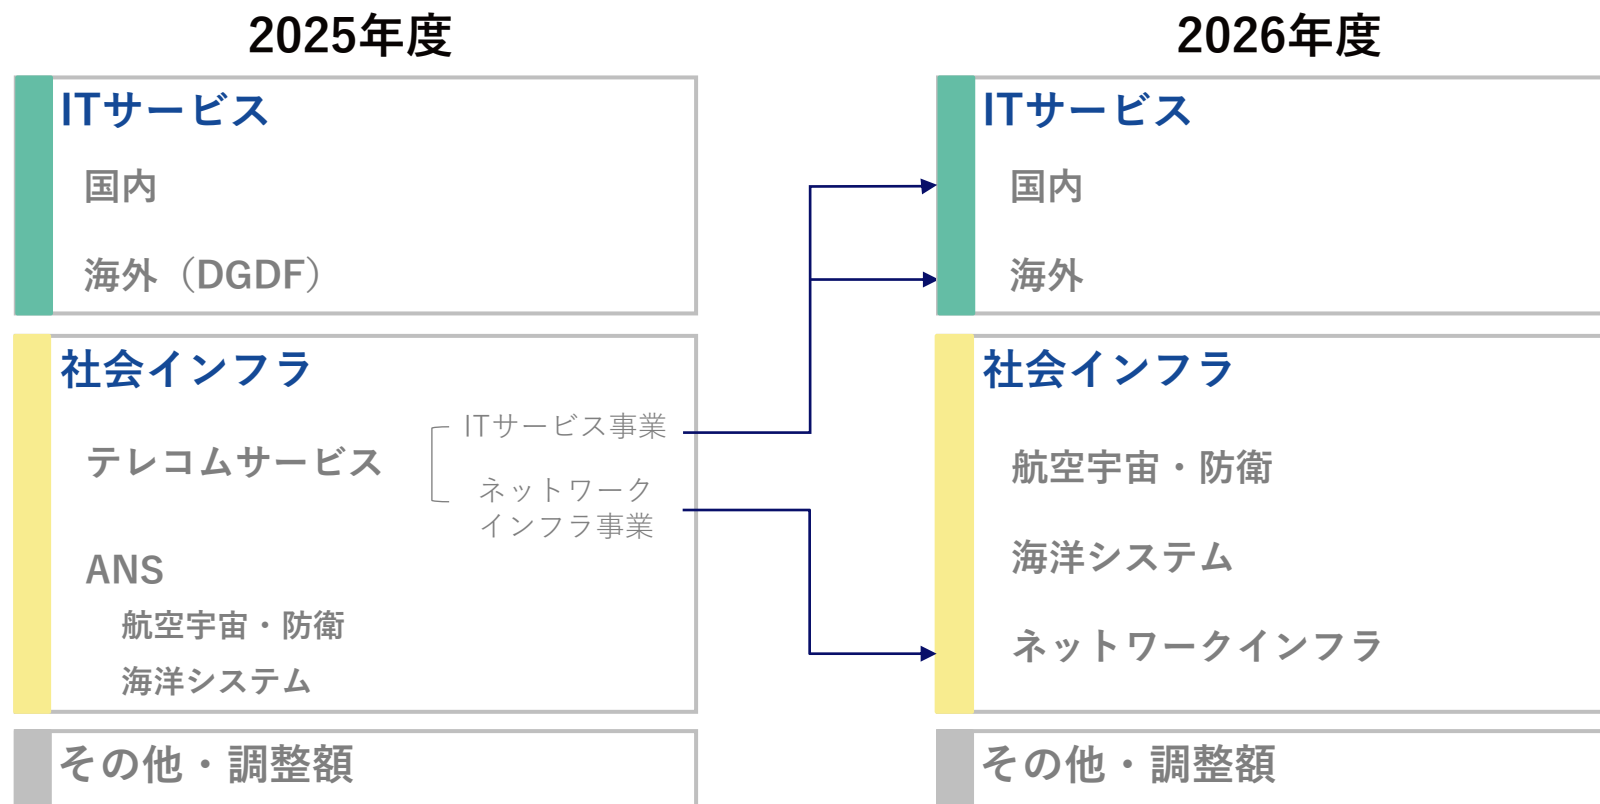 2025年度
ITサービス
国内
海外（DGDF）
社会インフラ
テレコムサービス
ITサービス事業
ネットワーク
インフラ事業
ANS
航空宇宙・防衛
海洋システム
その他・調整額
2026年度
ITサービス
国内
海外
社会インフラ
航空宇宙・防衛
海洋システム
ネットワークインフラ
その他・調整額